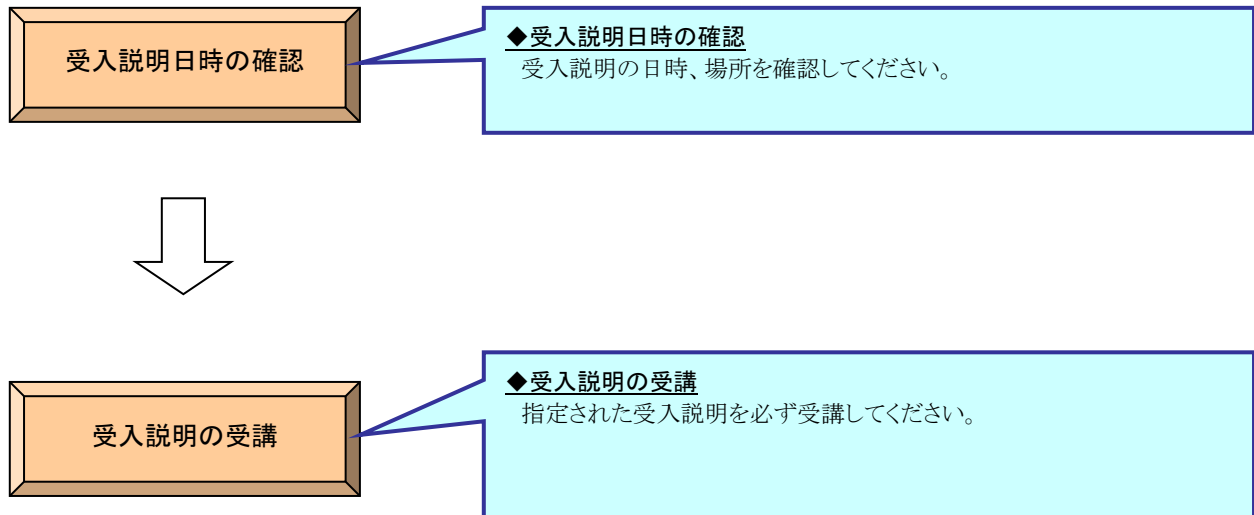 受入説明日時の確認
◆受入説明日時の確認
受入説明の日時、場所を確認してください。
受入説明の受講
◆受入説明の受講
指定された受入説明を必ず受講してください。